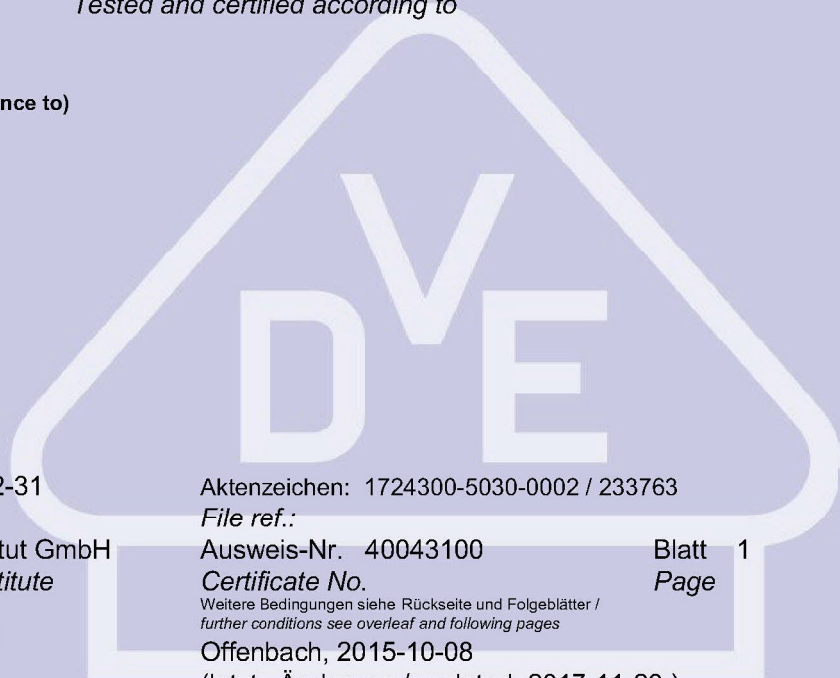 Tested and certified according to
nce to)
V
D E
2-31 Aktenzeichen: 1724300-5030-0002 / 233763
File ref.:
tut GmbH Ausweis-Nr. 40043100 Blatt 1
titute Certificate No. Page
Weitere Bedingungen siehe Rückseite und Folgeblätter /
further conditions see overleaf and following pages
Offenbach, 2015-10-08